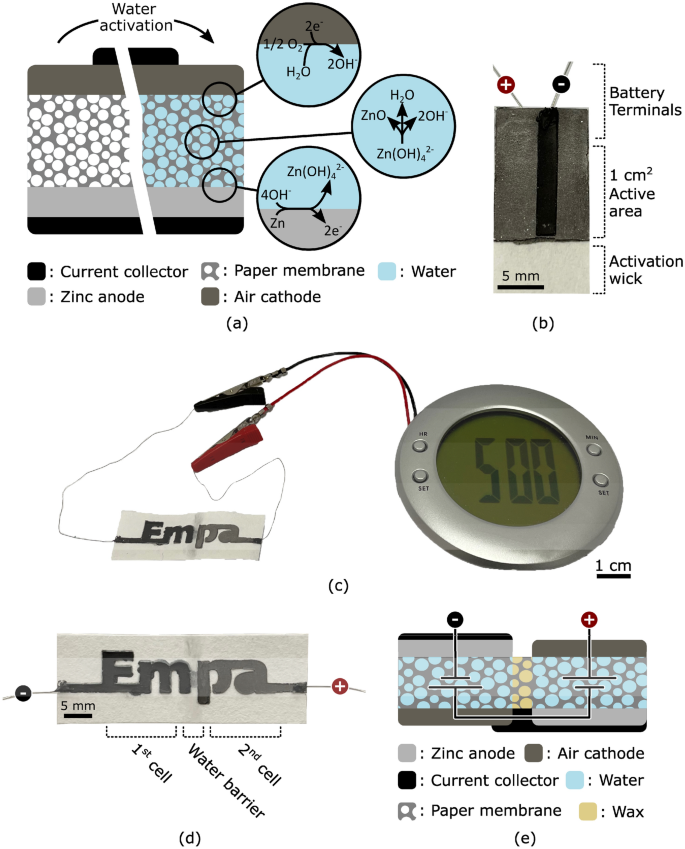 Water
activation
2e⁻
1/2 O₂
2OH⁻
H₂O
H₂O
ZnO
2OH⁻
Zn(OH)₄²⁻
Zn(OH)₄²⁻
4OH⁻
Zn
2e⁻
: Current collector
: Paper membrane
: Water
: Zinc anode
: Air cathode
(a)
+
-
Battery
Terminals
1 cm²
Active
area
Activation
wick
5 mm
(b)
Empa
HR
SET
MIN
SET
500
1 cm
(c)
-
Empa
+
5 mm
1st cell
Water barrier
2nd cell
(d)
-
+
: Zinc anode
: Air cathode
: Current collector
: Water
: Paper membrane
: Wax
(e)